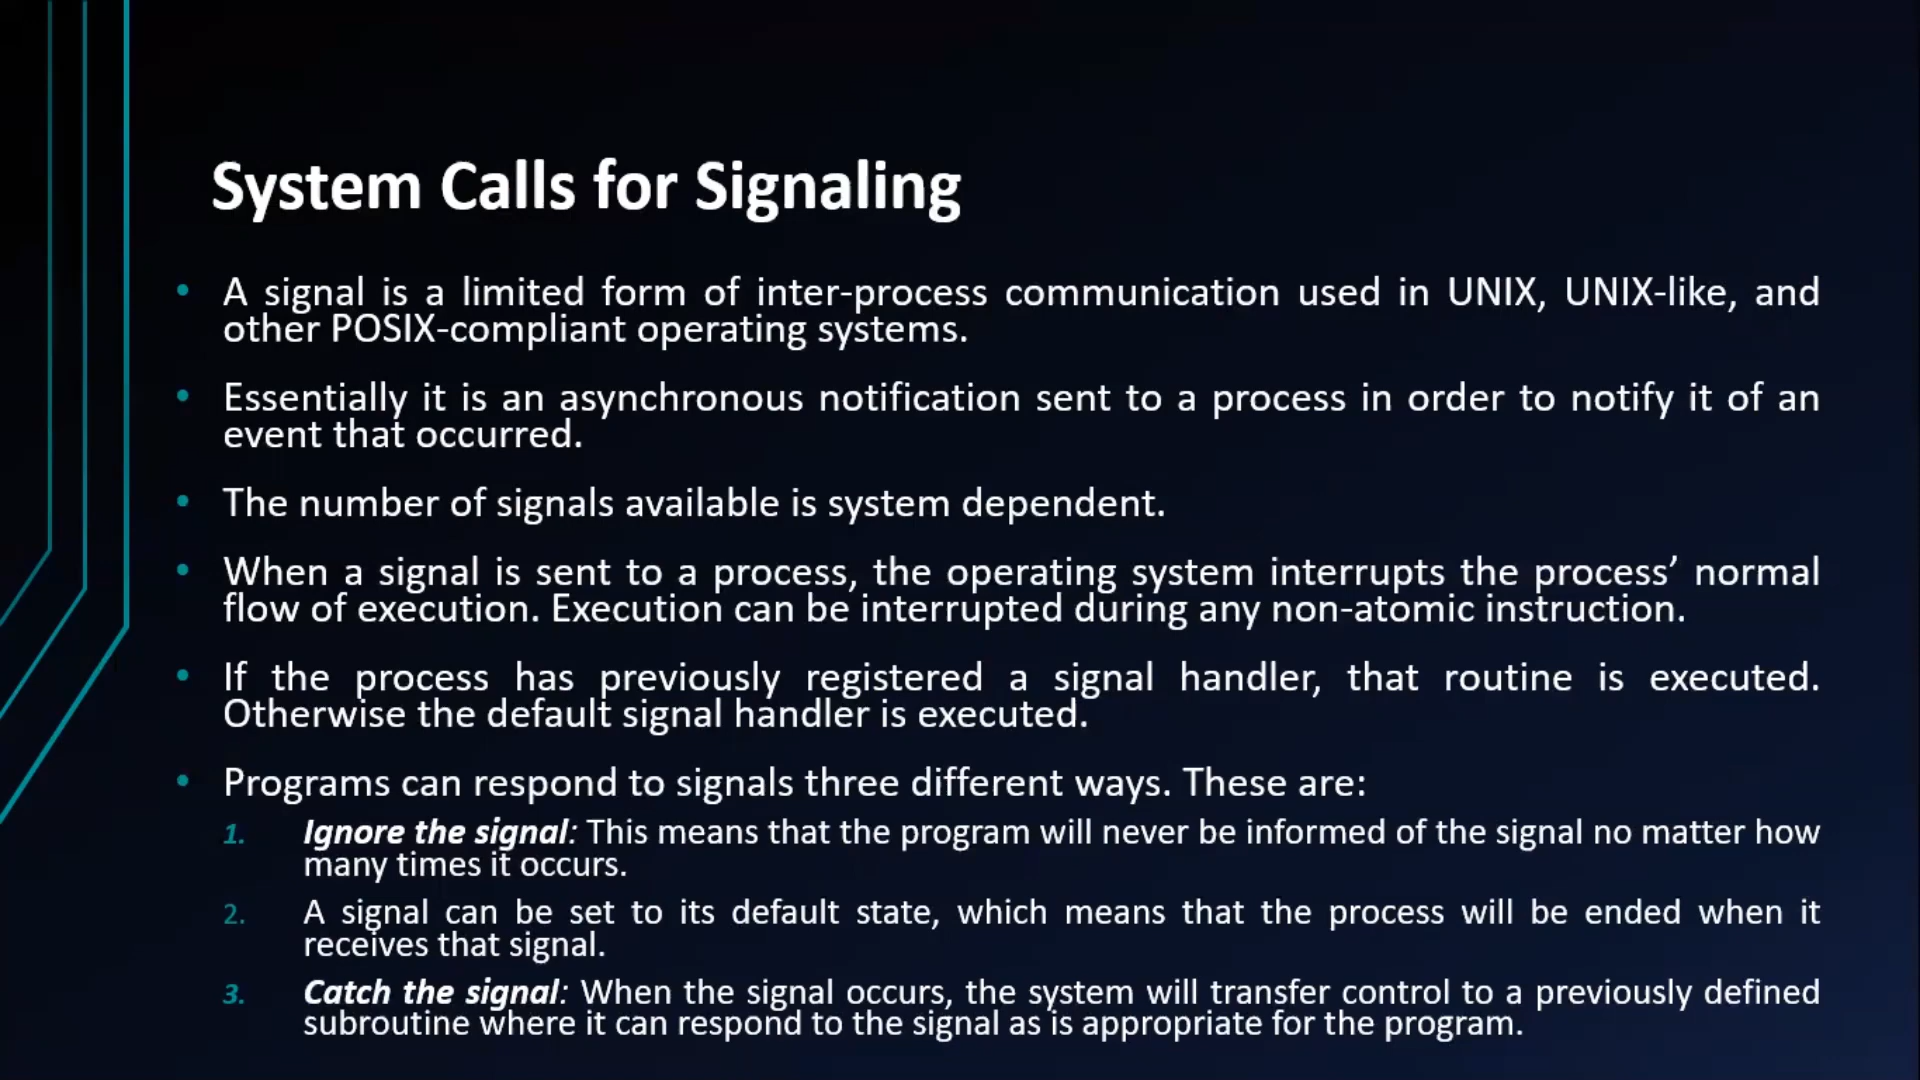 System Calls for Signaling
• A signal is a limited form of inter-process communication used in UNIX, UNIX-like, and
other POSIX-compliant operating systems.
• Essentially it is an asynchronous notification sent to a process in order to notify it of an
event that occurred.
• The number of signals available is system dependent.
• When a signal is sent to a process, the operating system interrupts the process’ normal
flow of execution. Execution can be interrupted during any non-atomic instruction.
• If the process has previously registered a signal handler, that routine is executed.
Otherwise the default signal handler is executed.
• Programs can respond to signals three different ways. These are:
1. Ignore the signal: This means that the program will never be informed of the signal no matter how
many times it occurs.
2. A signal can be set to its default state, which means that the process will be ended when it
receives that signal.
3. Catch the signal: When the signal occurs, the system will transfer control to a previously defined
subroutine where it can respond to the signal as is appropriate for the program.